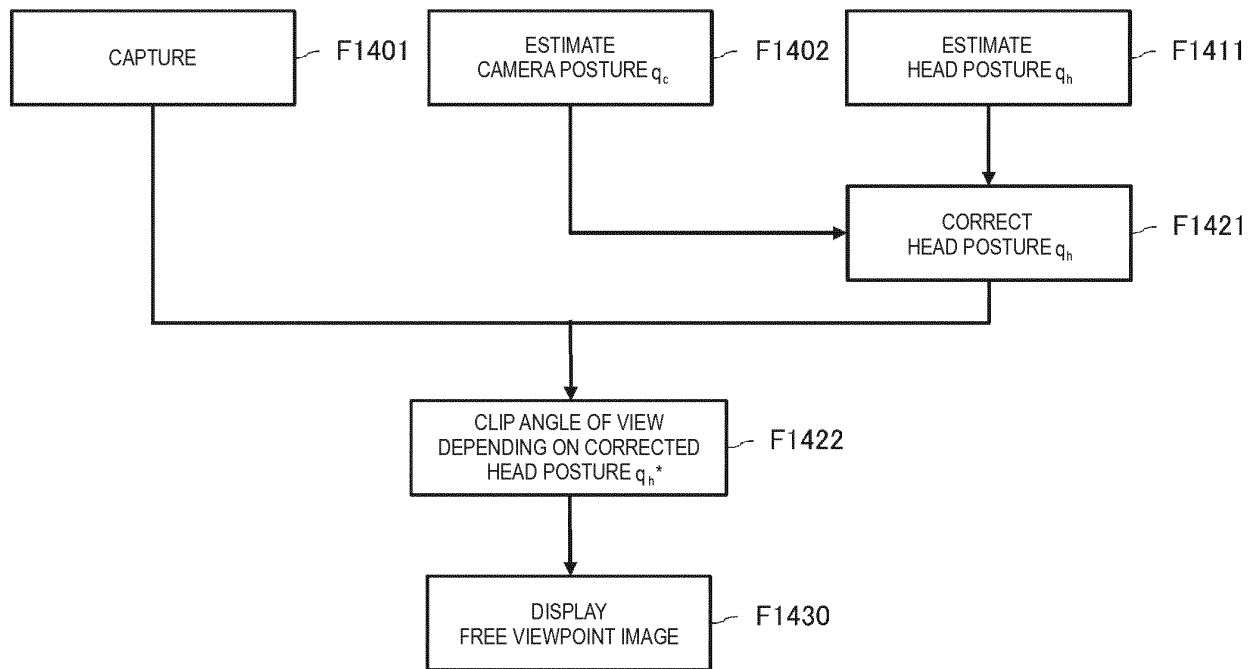 CAPTURE
F1401
ESTIMATE
CAMERA POSTURE qc
F1402
ESTIMATE
HEAD POSTURE qh
F1411
CORRECT
HEAD POSTURE qh
F1421
CLIP ANGLE OF VIEW
DEPENDING ON CORRECTED
HEAD POSTURE qh*
F1422
DISPLAY
FREE VIEWPOINT IMAGE
F1430